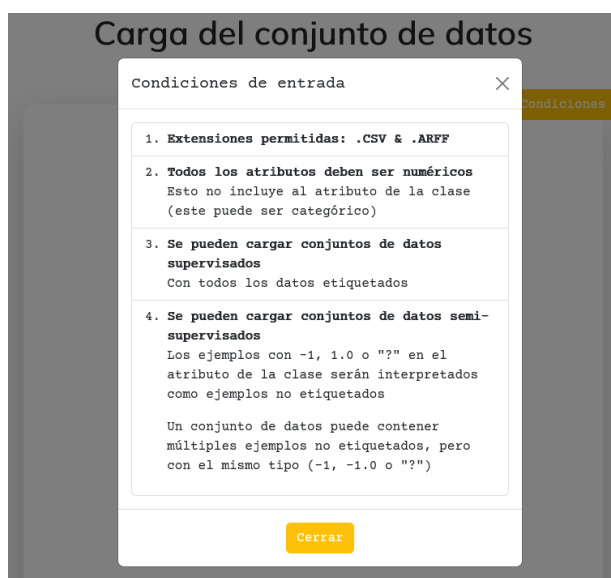 Carga del conjunto de datos
Condiciones de entrada
Condiciones
1. Extensiones permitidas: .CSV & .ARFF
2. Todos los atributos deben ser numéricos
Esto no incluye al atributo de la clase
(este puede ser categórico)
3. Se pueden cargar conjuntos de datos
supervisados
Con todos los datos etiquetados
4. Se pueden cargar conjuntos de datos semi-
supervisados
Los ejemplos con -1, 1.0 o "?" en el
atributo de la clase serán interpretados
como ejemplos no etiquetados
Un conjunto de datos puede contener
múltiples ejemplos no etiquetados, pero
con el mismo tipo (-1, -1.0 o "?")
Cerrar